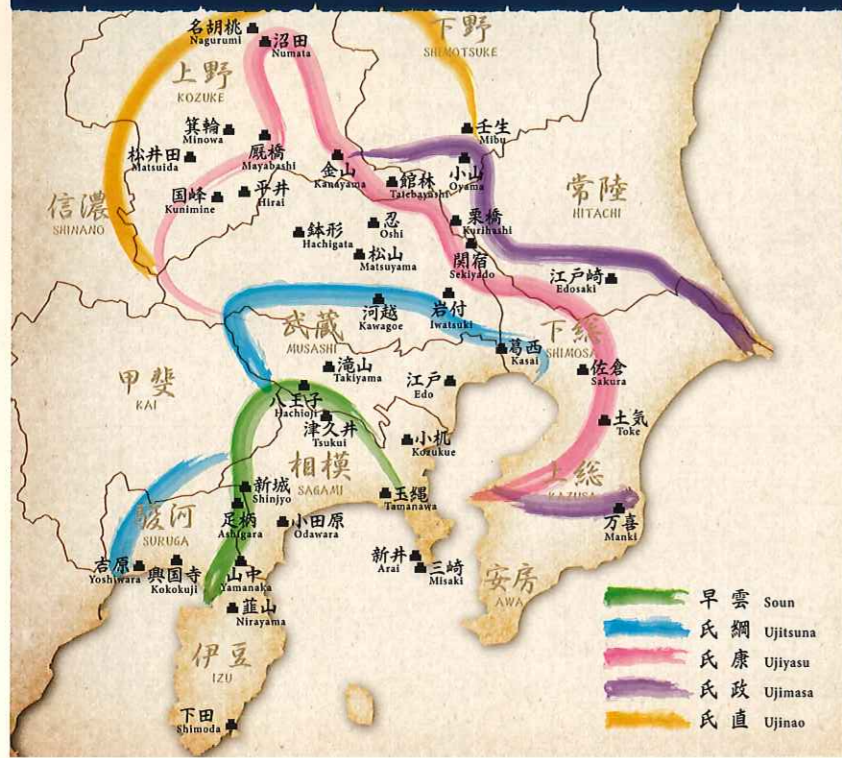 名胡桃
Nagurumi
沼田
Numata
下野
SHIMOTSUKE
上野
KOZUKE
箕輪
Minowa
厩橋
Mayabashi
松井田
Matsuida
金山
Kanayama
壬生
Mibu
小山
Oyama
館林
Tatebayashi
常陸
HITACHI
信濃
SHINANO
国峰
Kunimine
平井
Hirai
鉢形
Hachigata
忍
Oshi
栗橋
Kurihashi
松山
Matsuyama
関宿
Sekiyado
江戸崎
Edosaki
河越
Kawagoe
岩付
Iwatsuki
武蔵
MUSASHI
葛西
Kasai
下総
SHIMOSA
甲斐
KAI
滝山
Takiyama
江戸
Edo
佐倉
Sakura
八王子
Hachioji
津久井
Tsukui
小机
Kozukue
土気
Toke
相模
SAGAMI
新城
Shinjyo
玉縄
Tamanawa
上総
KAZUSA
万喜
Manki
駿河
SURUGA
足柄
Ashigara
小田原
Odawara
吉原
Yoshiwara
興国寺
Kokokuji
山中
Yamanaka
新井
Arai
三崎
Misaki
安房
AWA
韮山
Nirayama
伊豆
IZU
下田
Shimoda
早雲 Soun
氏綱 Ujitsuna
氏康 Ujiyasu
氏政 Ujimasa
氏直 Ujinao